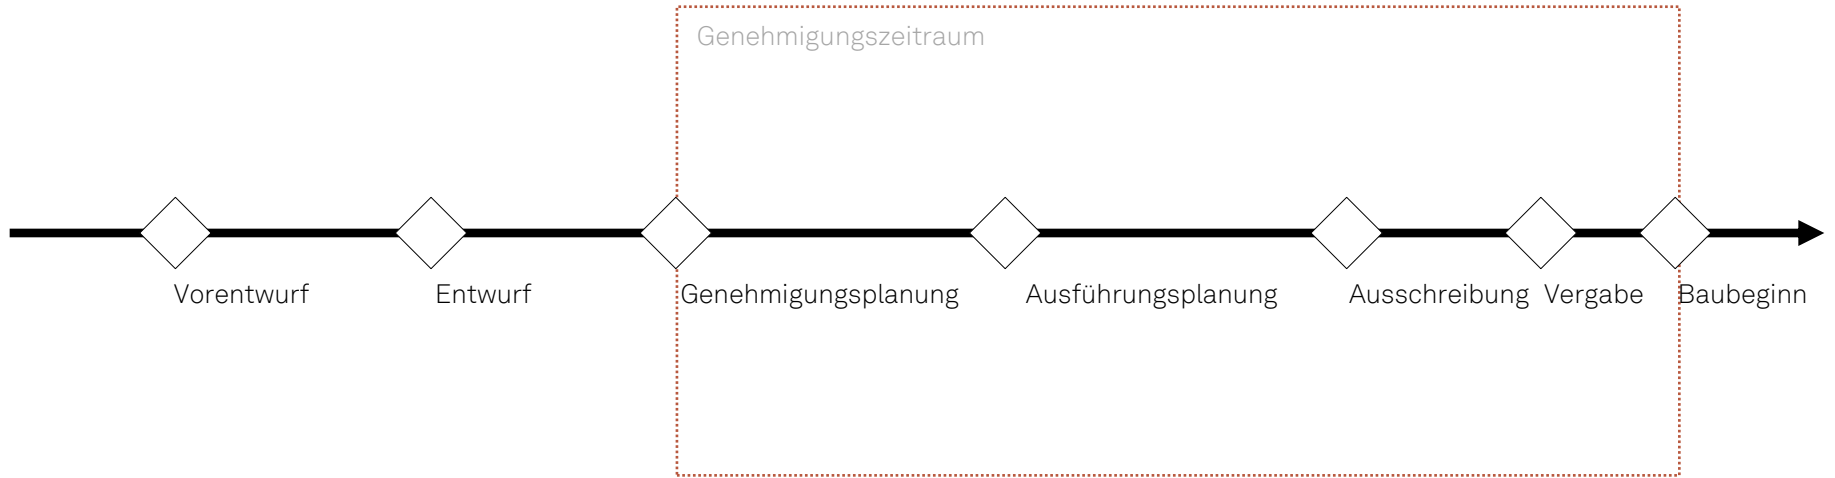 Genehmigungszeitraum
Vorentwurf
Entwurf
Genehmigungsplanung
Ausführungsplanung
Ausschreibung
Vergabe
Baubeginn